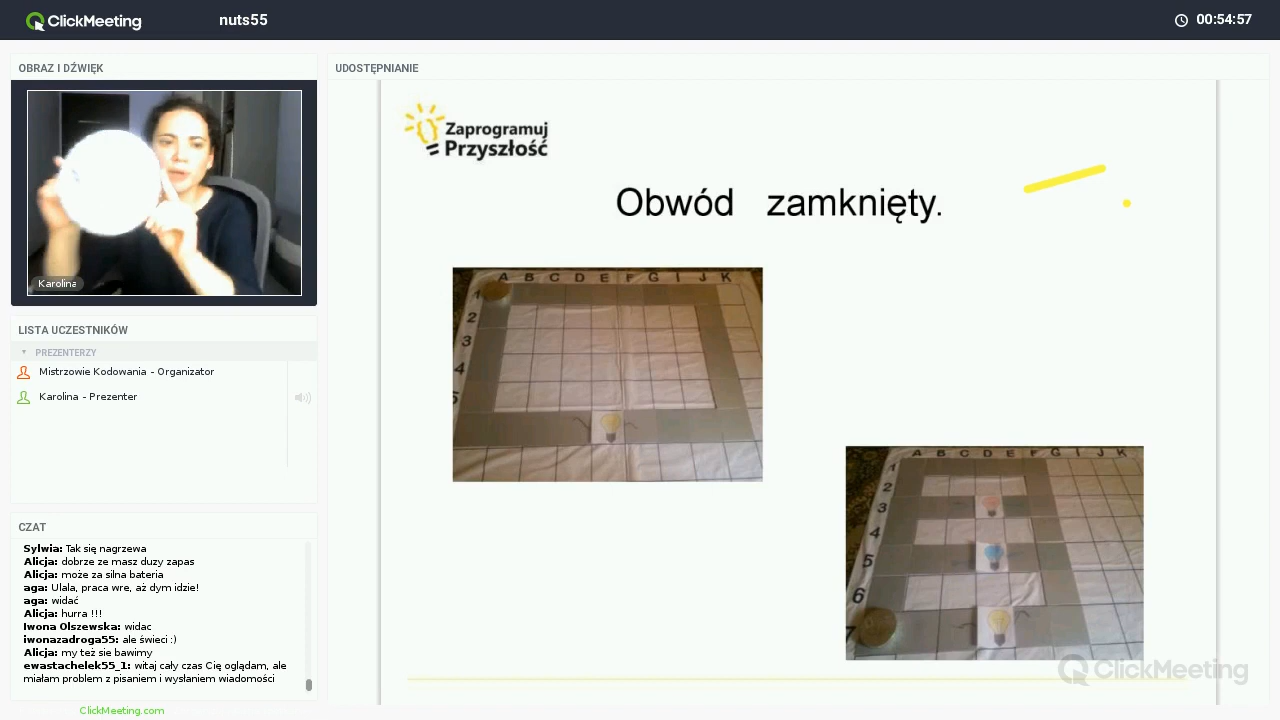 ClickMeeting
nuts55
00:54:57
OBRAZ I DŹWIĘK
Karolina
LISTA UCZESTNIKÓW
PREZENTERZY
Mistrzowie Kodowania - Organizator
Karolina - Prezenter
CZAT
Sylwia: Tak się nagrzewa
Alicja: dobrze ze masz duzy zapas
Alicja: może za silna bateria
aga: Ulala, praca wre, aż dym idzie!
aga: widać
Alicja: hurra !!!
Iwona Olszewska: widac
iwonazadroga55: ale świeci :)
Alicja: my też sie bawimy
ewastachelek55_1: witaj cały czas Cię oglądam, ale
miałam problem z pisaniem i wysłaniem wiadomości
ClickMeeting.com
UDOSTĘPNIANIE
Zaprogramuj
Przyszłość
Obwód zamknięty.
A B C D E F G I J K
1
2
3
4
5
A B C D E F G I J K
1
2
3
4
5
6
7
ClickMeeting